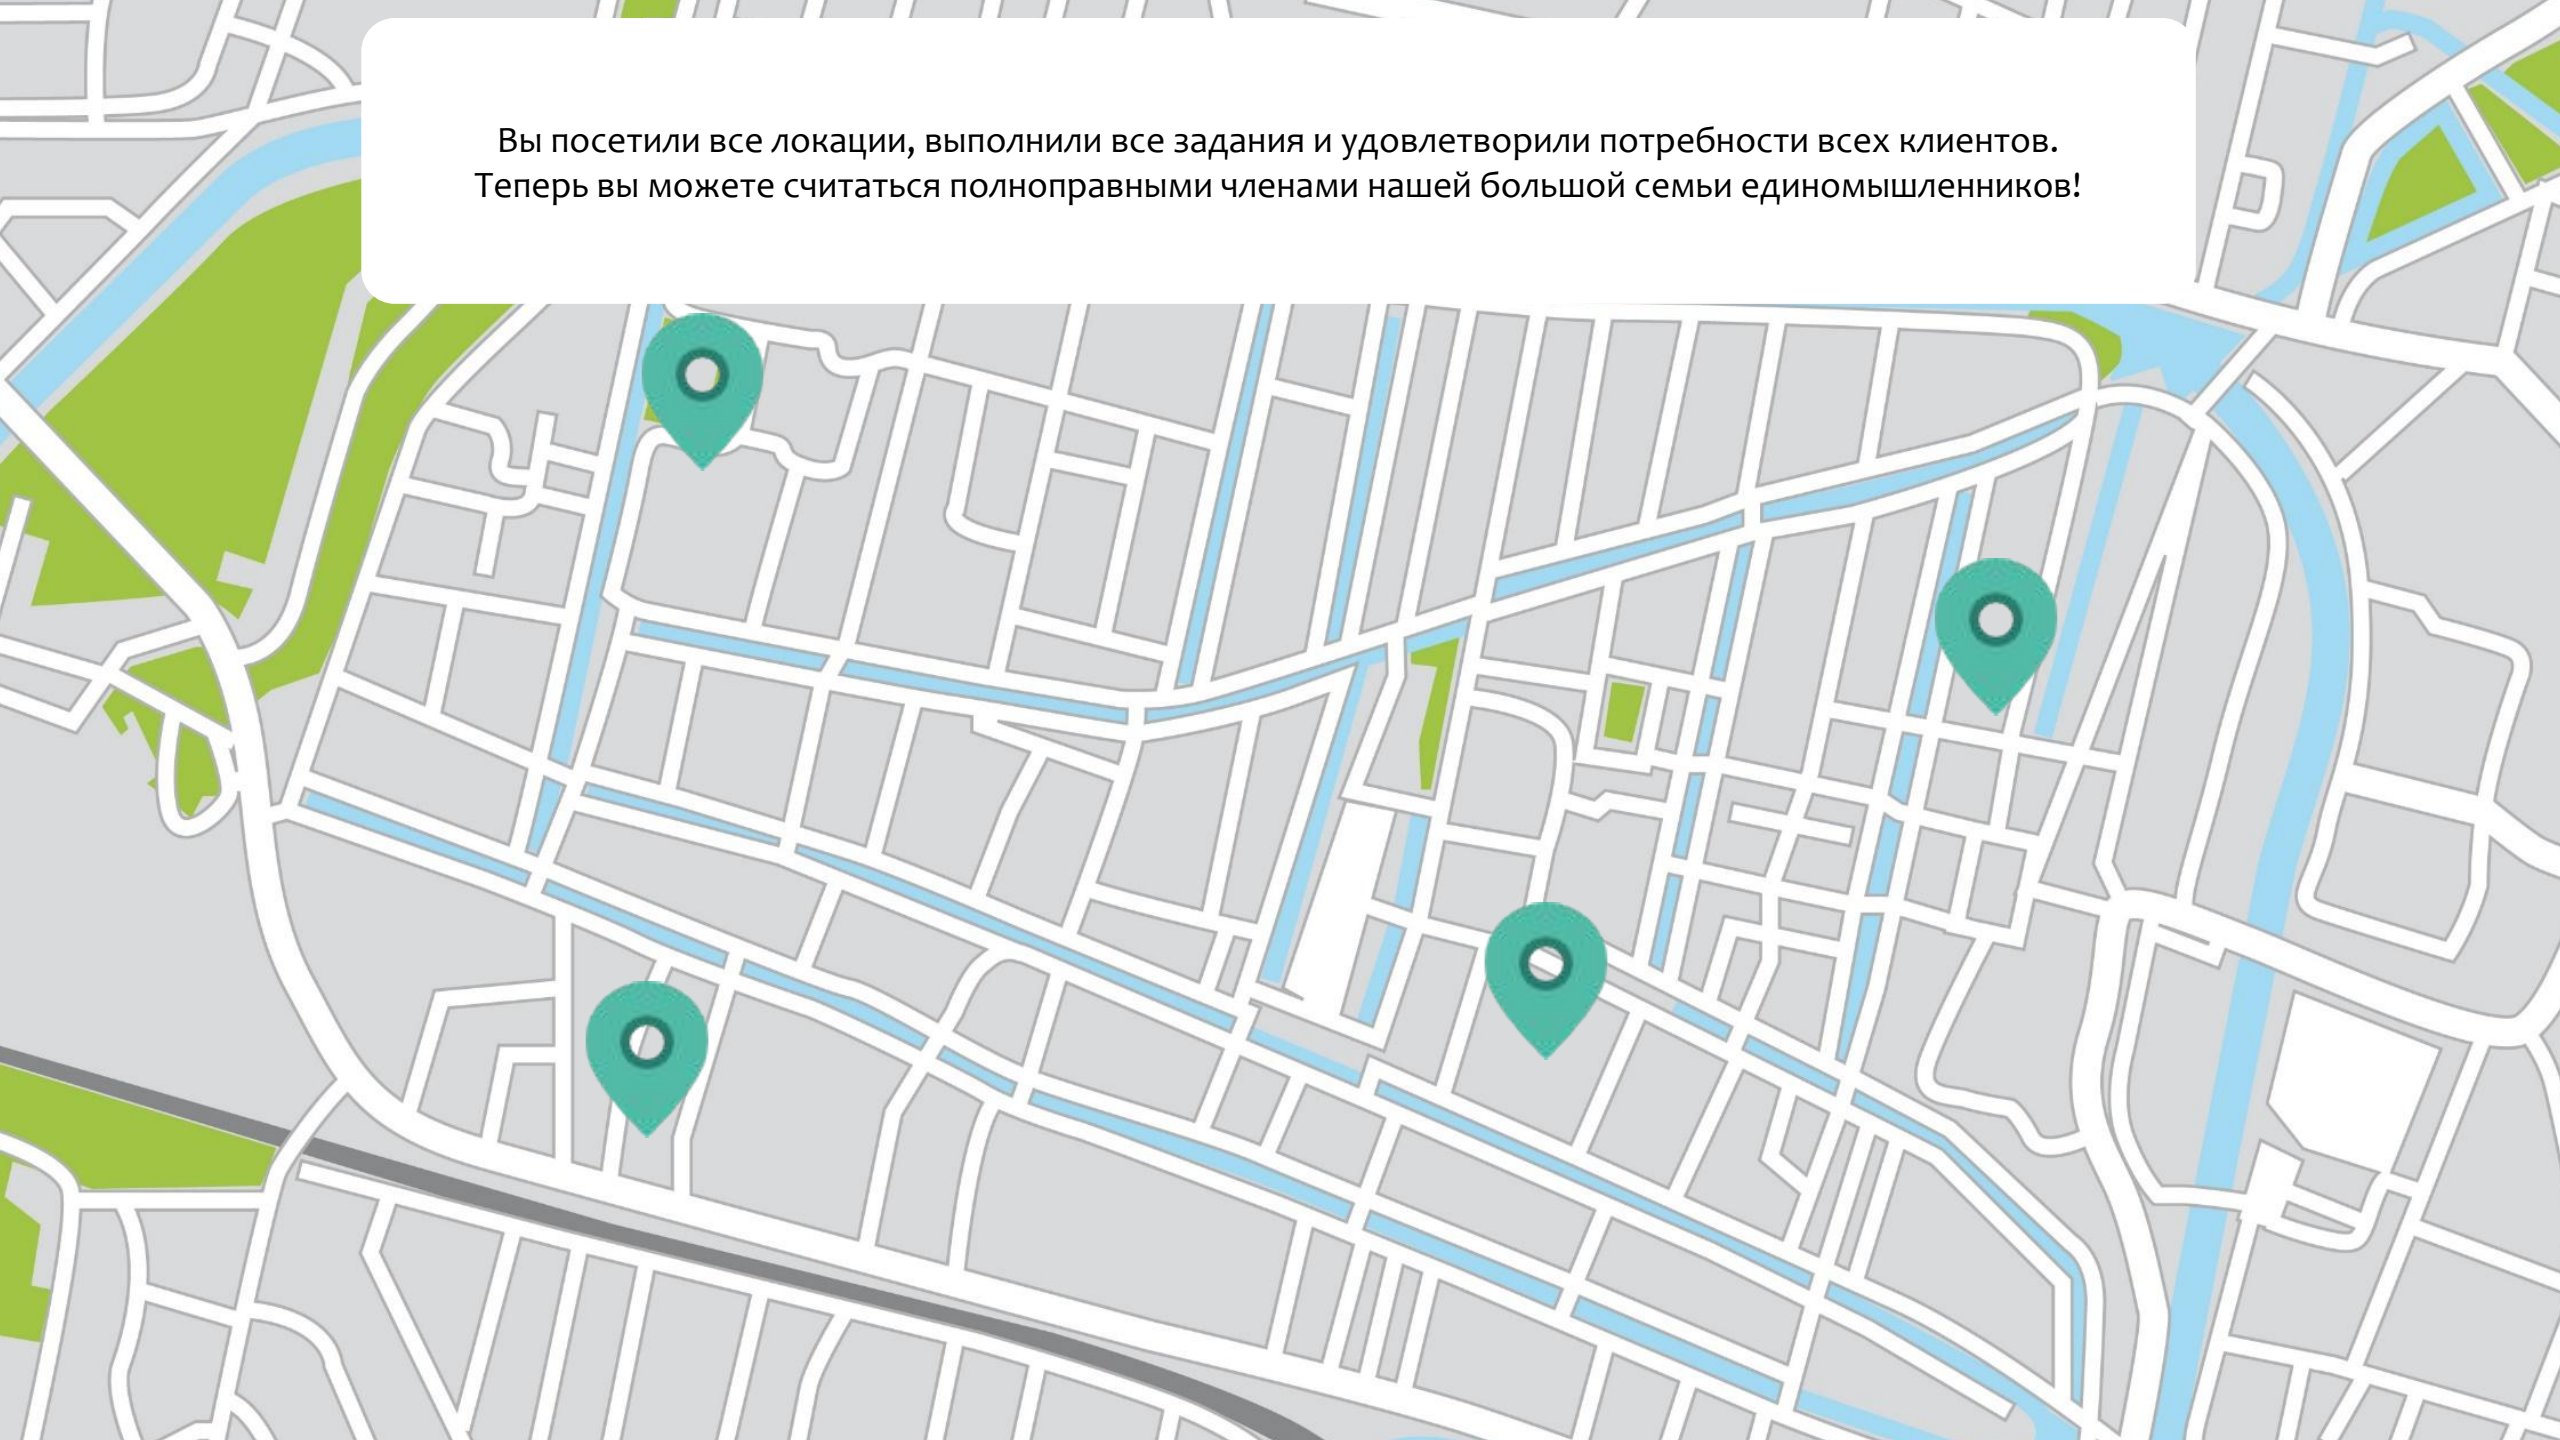 Вы посетили все локации, выполнили все задания и удовлетворили потребности всех клиентов.
Теперь вы можете считаться полноправными членами нашей большой семьи единомышленников!